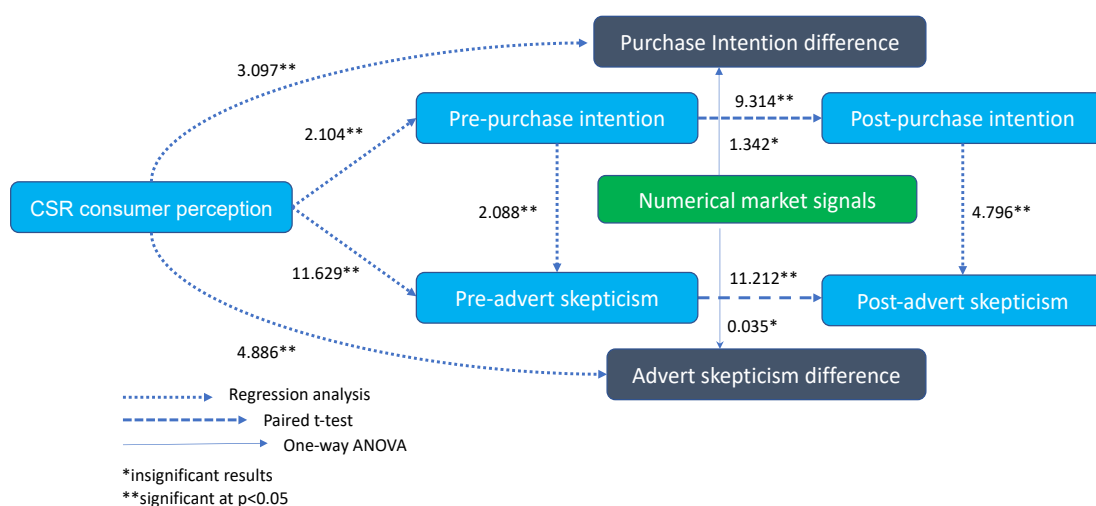 Purchase Intention difference
3.097**
9.314**
Pre-purchase intention
Post-purchase intention
2.104**
1.342*
CSR consumer perception
Numerical market signals
2.088**
4.796**
11.629**
11.212**
Pre-advert skepticism
Post-advert skepticism
0.035*
4.886**
Advert skepticism difference
Regression analysis
Paired t-test
One-way ANOVA
*insignificant results
**significant at p<0.05